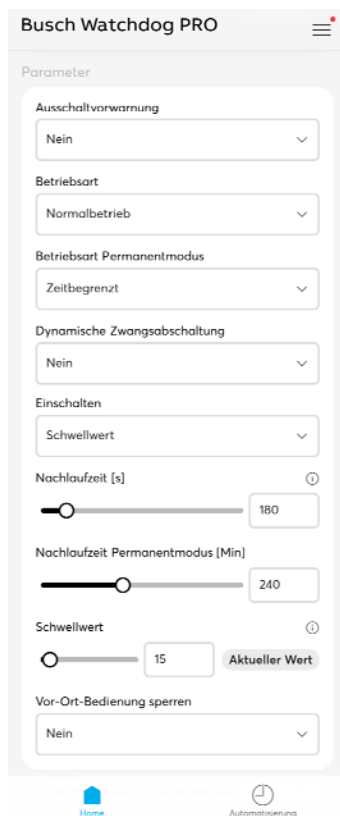 Busch Watchdog PRO
Parameter
Ausschaltvorwarnung
Nein
Betriebsart
Normalbetrieb
Betriebsart Permanentmodus
Zeitbegrenzt
Dynamische Zwangsabschaltung
Nein
Einschalten
Schwellwert
Nachlaufzeit [s]
180
Nachlaufzeit Permanentmodus [Min]
240
Schwellwert
15 Aktueller Wert
Vor-Ort-Bedienung sperren
Nein
Home Automatisierung